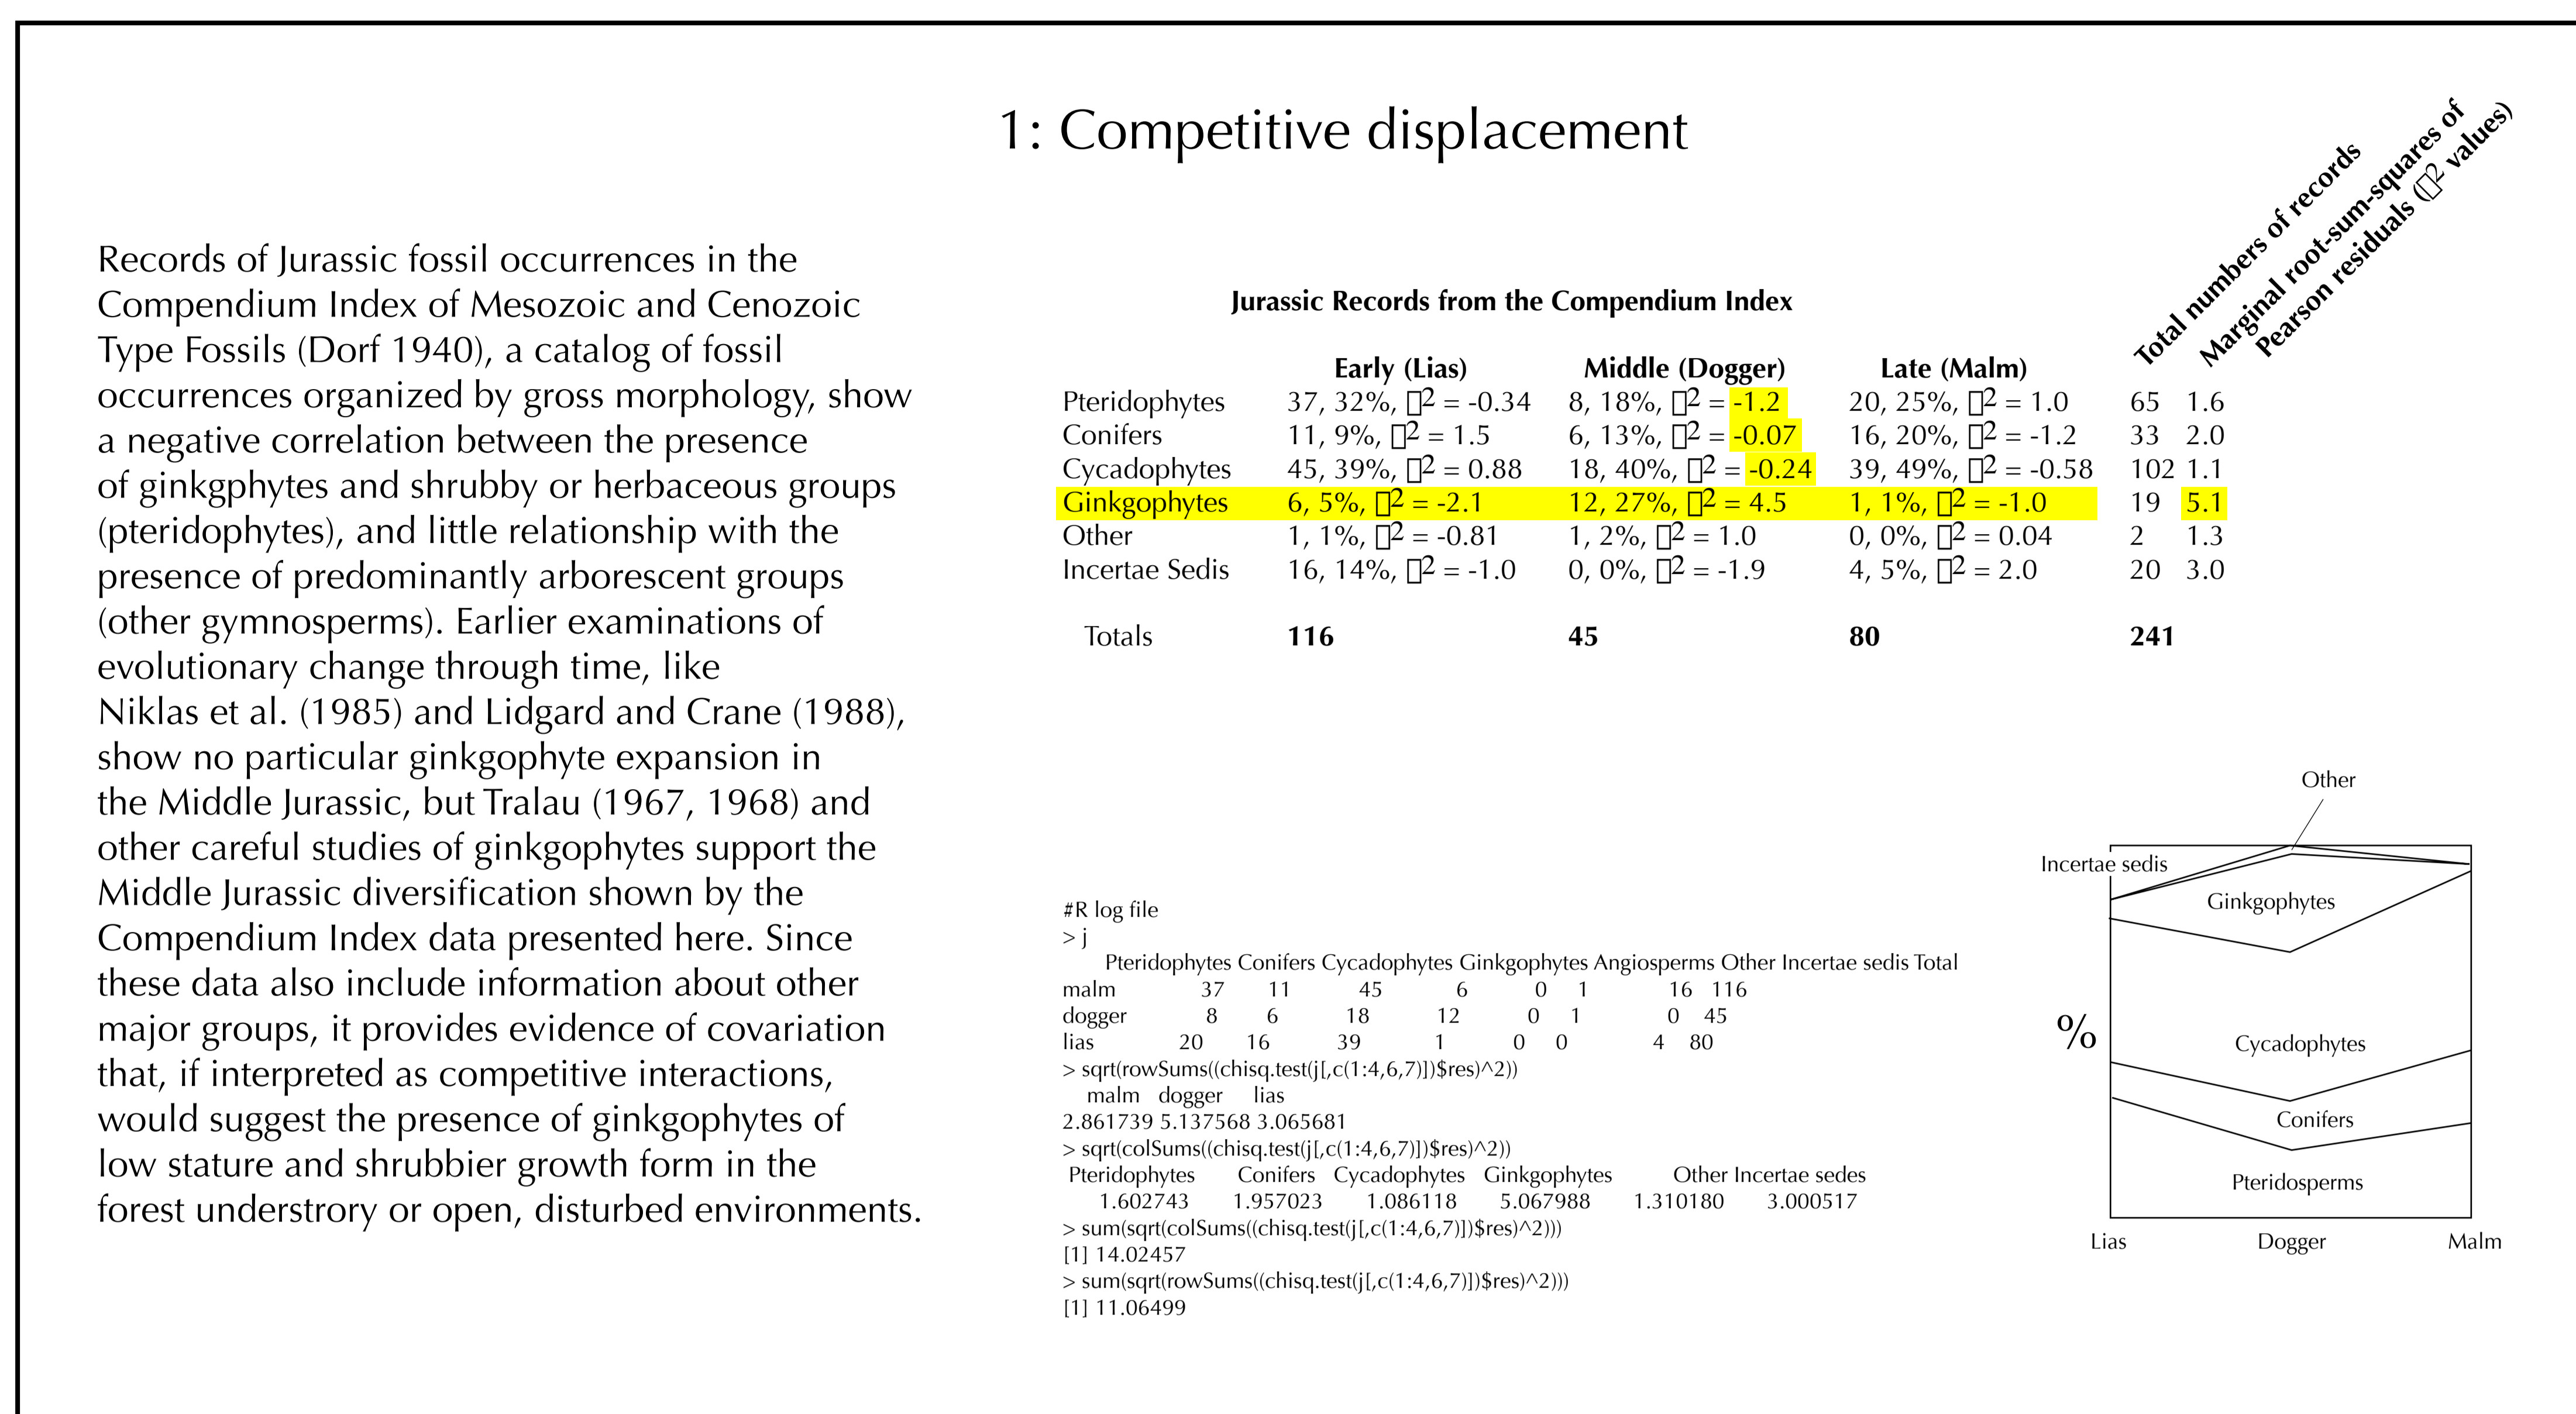 1: Competitive displacement
Records of Jurassic fossil occurrences in the
Compendium Index of Mesozoic and Cenozoic
Type Fossils (Dorf 1940), a catalog of fossil
occurrences organized by gross morphology, show
a negative correlation between the presence
of ginkgphytes and shrubby or herbaceous groups
(pteridophytes), and little relationship with the
presence of predominantly arborescent groups
(other gymnosperms). Earlier examinations of
evolutionary change through time, like
Niklas et al. (1985) and Lidgard and Crane (1988),
show no particular ginkgophyte expansion in
the Middle Jurassic, but Tralau (1967, 1968) and
other careful studies of ginkgophytes support the
Middle Jurassic diversification shown by the
Compendium Index data presented here. Since
these data also include information about other
major groups, it provides evidence of covariation
that, if interpreted as competitive interactions,
would suggest the presence of ginkgophytes of
low stature and shrubbier growth form in the
forest understrory or open, disturbed environments.
Jurassic Records from the Compendium Index
Total numbers of records
Marginal root-sum-squares of
Pearson residuals (▯2 values)
Early (Lias) Middle (Dogger) Late (Malm)
Pteridophytes 37, 32%, ▯2 = -0.34 8, 18%, ▯2 = -1.2 20, 25%, ▯2 = 1.0 65 1.6
Conifers 11, 9%, ▯2 = 1.5 6, 13%, ▯2 = -0.07 16, 20%, ▯2 = -1.2 33 2.0
Cycadophytes 45, 39%, ▯2 = 0.88 18, 40%, ▯2 = -0.24 39, 49%, ▯2 = -0.58 102 1.1
Ginkgophytes 6, 5%, ▯2 = -2.1 12, 27%, ▯2 = 4.5 1, 1%, ▯2 = -1.0 19 5.1
Other 1, 1%, ▯2 = -0.81 1, 2%, ▯2 = 1.0 0, 0%, ▯2 = 0.04 2 1.3
Incertae Sedis 16, 14%, ▯2 = -1.0 0, 0%, ▯2 = -1.9 4, 5%, ▯2 = 2.0 20 3.0
Totals 116 45 80 241
#R log file
> j
Pteridophytes Conifers Cycadophytes Ginkgophytes Angiosperms Other Incertae sedis Total
malm 37 11 45 6 0 1 16 116
dogger 8 6 18 12 0 1 0 45
lias 20 16 39 1 0 0 4 80
> sqrt(rowSums((chisq.test(j[,c(1:4,6,7)])$res)^2))
malm dogger lias
2.861739 5.137568 3.065681
> sqrt(colSums((chisq.test(j[,c(1:4,6,7)])$res)^2))
Pteridophytes Conifers Cycadophytes Ginkgophytes Other Incertae sedes
1.602743 1.957023 1.086118 5.067988 1.310180 3.000517
> sum(sqrt(colSums((chisq.test(j[,c(1:4,6,7)])$res)^2)))
[1] 14.02457
> sum(sqrt(rowSums((chisq.test(j[,c(1:4,6,7)])$res)^2)))
[1] 11.06499
Other
Incertae sedis
Ginkgophytes
%
Cycadophytes
Conifers
Pteridosperms
Lias Dogger Malm